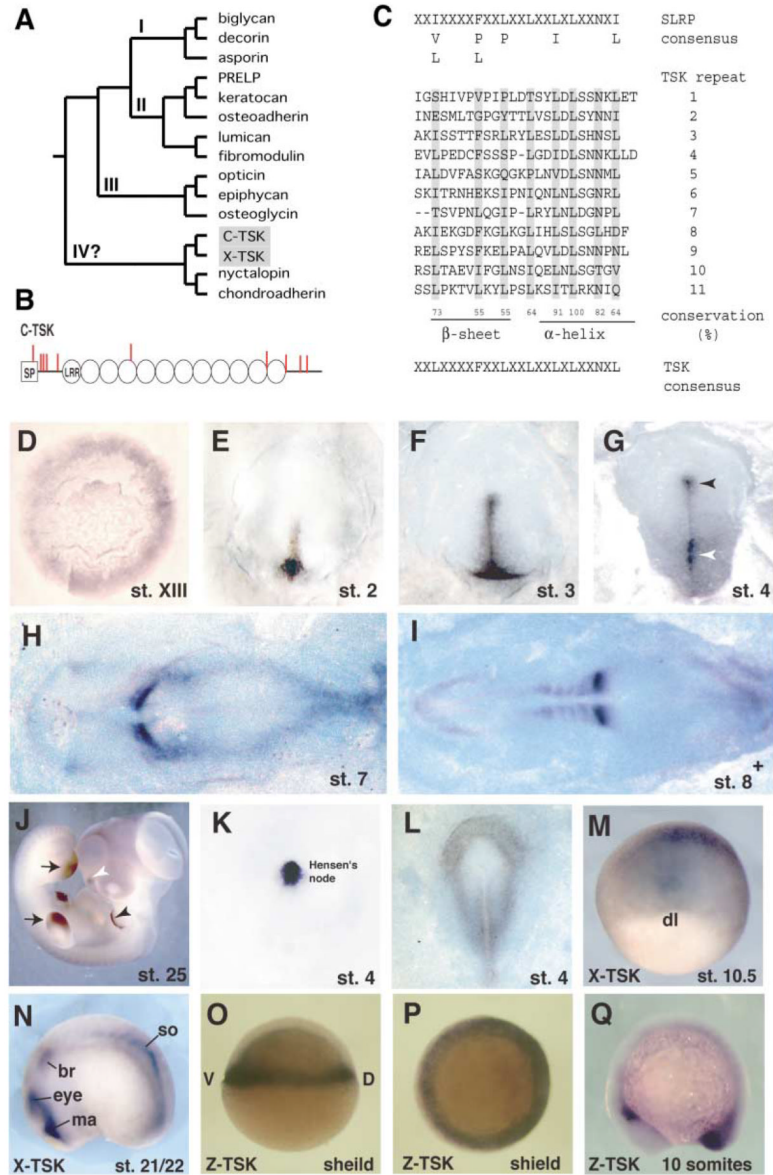 A
biglycan
I
decorin
asporin
PRELP
keratocan
II
osteoadherin
lumican
fibromodulin
III
opticin
epiphycan
osteoglycin
IV?
C-TSK
X-TSK
nyctalopin
chondroadherin
B
C-TSK
SP
LRR
C
XXIXXXXFXXLXXLXXLXLXXNXI SLRP
V P P I L consensus
L L
TSK repeat
IGSHIVPVPIPLDTSYLDLSSNKLET 1
INESMLTGPGYTTLVSLDLSYNNI 2
AKISSTTFSRLRYLESLDLSHNSL 3
EVLPEDCFSSSP-LGDIDLSNNKLLD 4
IALDVFASKGQGKPLNVDLSNNML 5
SKITRNHEKSIPNIQNLNLSGNRL 6
--TSVPNLQGIP-LRYLNLDGNPL 7
AKIEKGDFKGLKGLIHLSLSGLHDF 8
RELSPYSFKELPALQVLDLSNNPNL 9
RSLTAEVIFGLNSIQELNLSGTGV 10
SSLPKTVLKYLPSLKSITLRKNIQ 11
73 55 55 64 91 100 82 64 conservation
β-sheet α-helix (%)
XXLXXXXFXXLXXLXXLXLXXNXL TSK
consensus
D
st. XIII
E
st. 2
F
st. 3
G
st. 4
H
st. 7
I
+
st. 8
J
st. 25
K
Hensen's
node
st. 4
L
st. 4
M
dl
X-TSK st. 10.5
N
so
br
eye
ma
X-TSK st. 21/22
O
V D
Z-TSK sheild
P
Z-TSK shield
Q
Z-TSK 10 somites